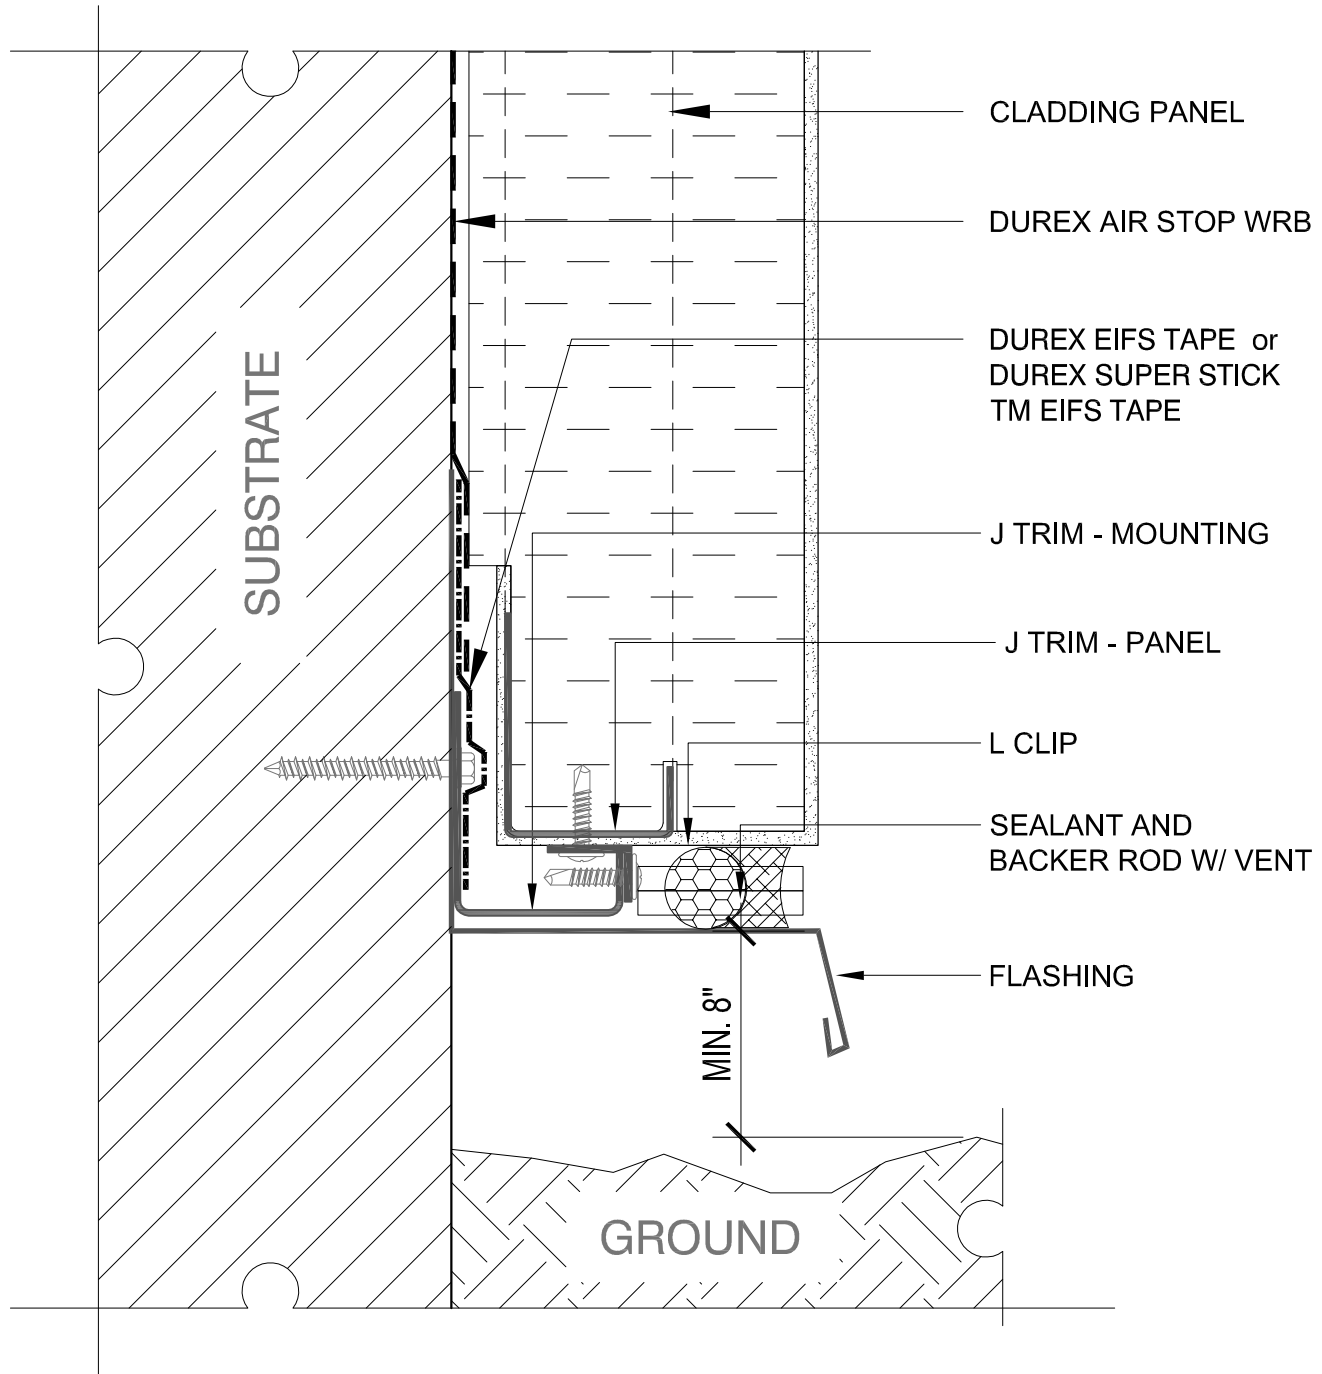 CLADDING PANEL
DUREX AIR STOP WRB
DUREX EIFS TAPE or
DUREX SUPER STICK
TM EIFS TAPE
SUBSTRATE
J TRIM - MOUNTING
J TRIM - PANEL
L CLIP
SEALANT AND
BACKER ROD W/ VENT
FLASHING
MIN. 8"
GROUND